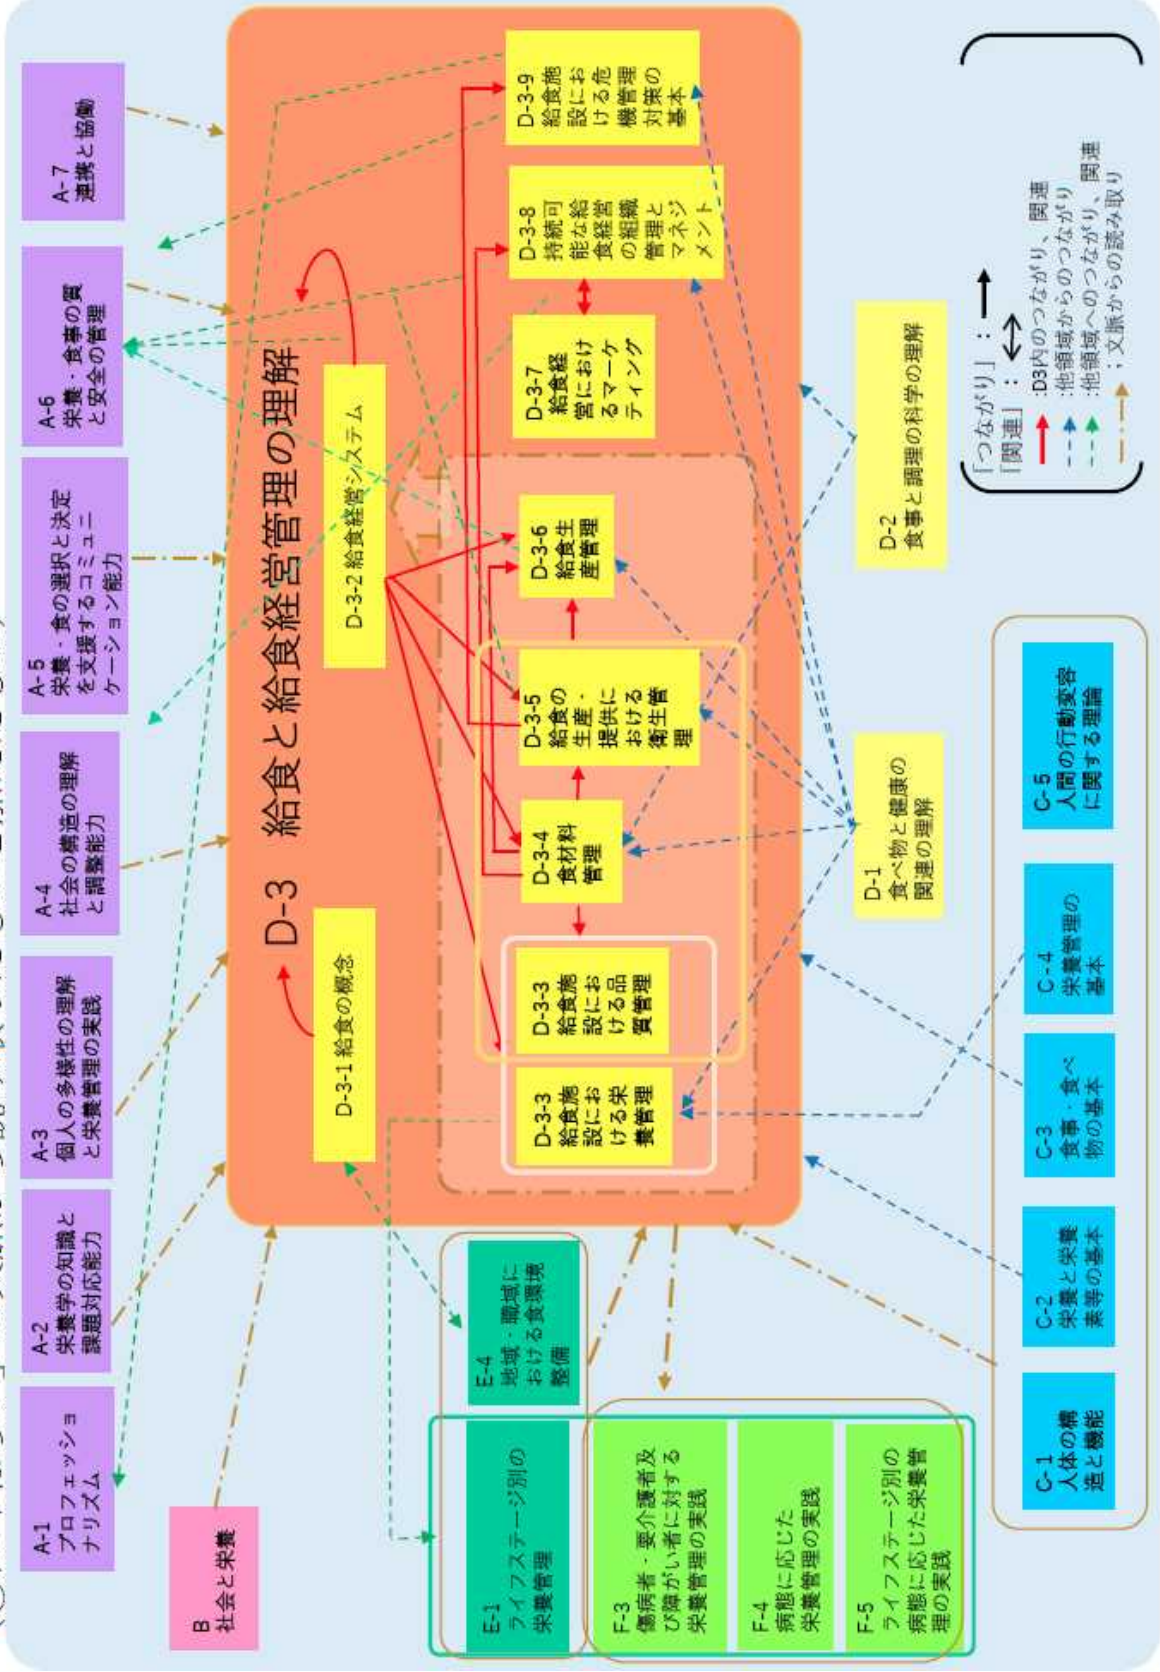 A-1
プロフェッショ
ナリズム
A-2
栄養学の知識と
課題対応能力
A-3
個人の多様性の理解
と栄養管理の実践
A-4
社会の構造の理解
と調整能力
A-5
栄養・食の選択と決定
を支援するコミュニ
ケーション能力
A-6
栄養・食事の質
と安全の管理
A-7
連携と協働
B
社会と栄養
D-3 給食と給食経営管理の理解
D-3-1 給食の概念
D-3-2 給食経営システム
D-3-3
給食施
設にお
ける栄
養管理
D-3-3
給食施
設にお
ける品
質管理
D-3-4
食材料
管理
D-3-5
給食の
生産・
提供に
おける
衛生管
理
D-3-6
給食生
産管理
D-3-7
給食経
営におけ
るマーケ
ティング
D-3-8
持続可
能な給
食経営
の組織
管理と
マネジ
メント
D-3-9
給食施
設にお
ける危
機管理
対策の
基本
E-1
ライフステージ別の
栄養管理
E-4
地域・職域に
おける食環境
整備
F-3
傷病者・要介護者及
び障がい者に対する
栄養管理の実践
F-4
病態に応じた
栄養管理の実践
F-5
ライフステージ別の
病態に応じた栄養管
理の実践
D-1
食べ物と健康の
関連の理解
D-2
食事と調理の科学の理解
C-1
人体の構
造と機能
C-2
栄養と栄養
素等の基本
C-3
食事・食べ
物の基本
C-4
栄養管理の
基本
C-5
人間の行動変容
に関する理論
「つながり」:
「関連」:
:D3内のつながり、関連
:他領域からのつながり
:他領域へのつながり、関連
:文脈からの読み取り